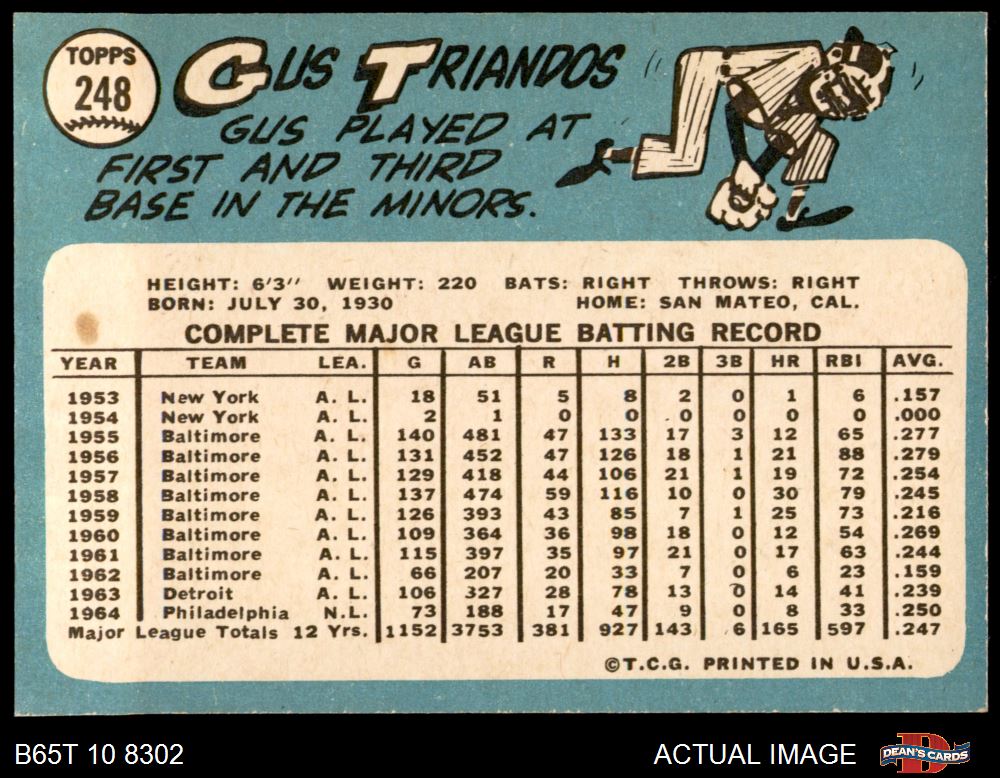 TOPPS
248
GUS TRIANDOS
GUS PLAYED AT
FIRST AND THIRD
BASE IN THE MINORS.
HEIGHT: 6'3" WEIGHT: 220 BATS: RIGHT THROWS: RIGHT
BORN: JULY 30, 1930 HOME: SAN MATEO, CAL.
COMPLETE MAJOR LEAGUE BATTING RECORD
YEAR TEAM LEA. G AB R H 2B 3B HR RBI AVG.
1953 New York A. L. 18 51 5 8 2 0 1 6 .157
1954 New York A. L. 2 1 0 0 0 0 0 0 .000
1955 Baltimore A. L. 140 481 47 133 17 3 12 65 .277
1956 Baltimore A. L. 131 452 47 126 18 1 21 88 .279
1957 Baltimore A. L. 129 418 44 106 21 1 19 72 .254
1958 Baltimore A. L. 137 474 59 116 10 0 30 79 .245
1959 Baltimore A. L. 126 393 43 85 7 1 25 73 .216
1960 Baltimore A. L. 109 364 36 98 18 0 12 54 .269
1961 Baltimore A. L. 115 397 35 97 21 0 17 63 .244
1962 Baltimore A. L. 66 207 20 33 7 0 6 23 .159
1963 Detroit A. L. 106 327 28 78 13 0 14 41 .239
1964 Philadelphia N.L. 73 188 17 47 9 0 8 33 .250
Major League Totals 12 Yrs. 1152 3753 381 927 143 6 165 597 .247
©T.C.G. PRINTED IN U.S.A.
B65T 10 8302 ACTUAL IMAGE DEAN'S CARDS